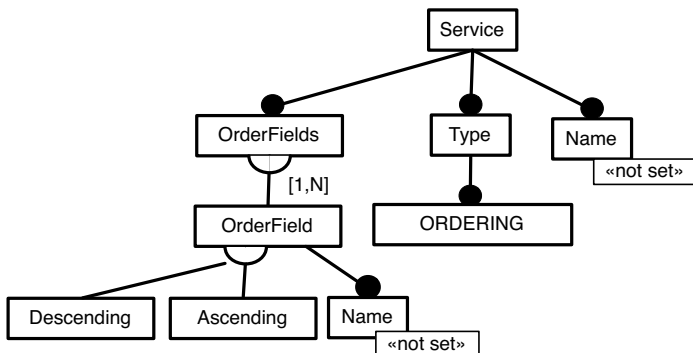 Service
OrderFields
Type
Name
«not set»
[1,N]
OrderField
ORDERING
Descending
Ascending
Name
«not set»